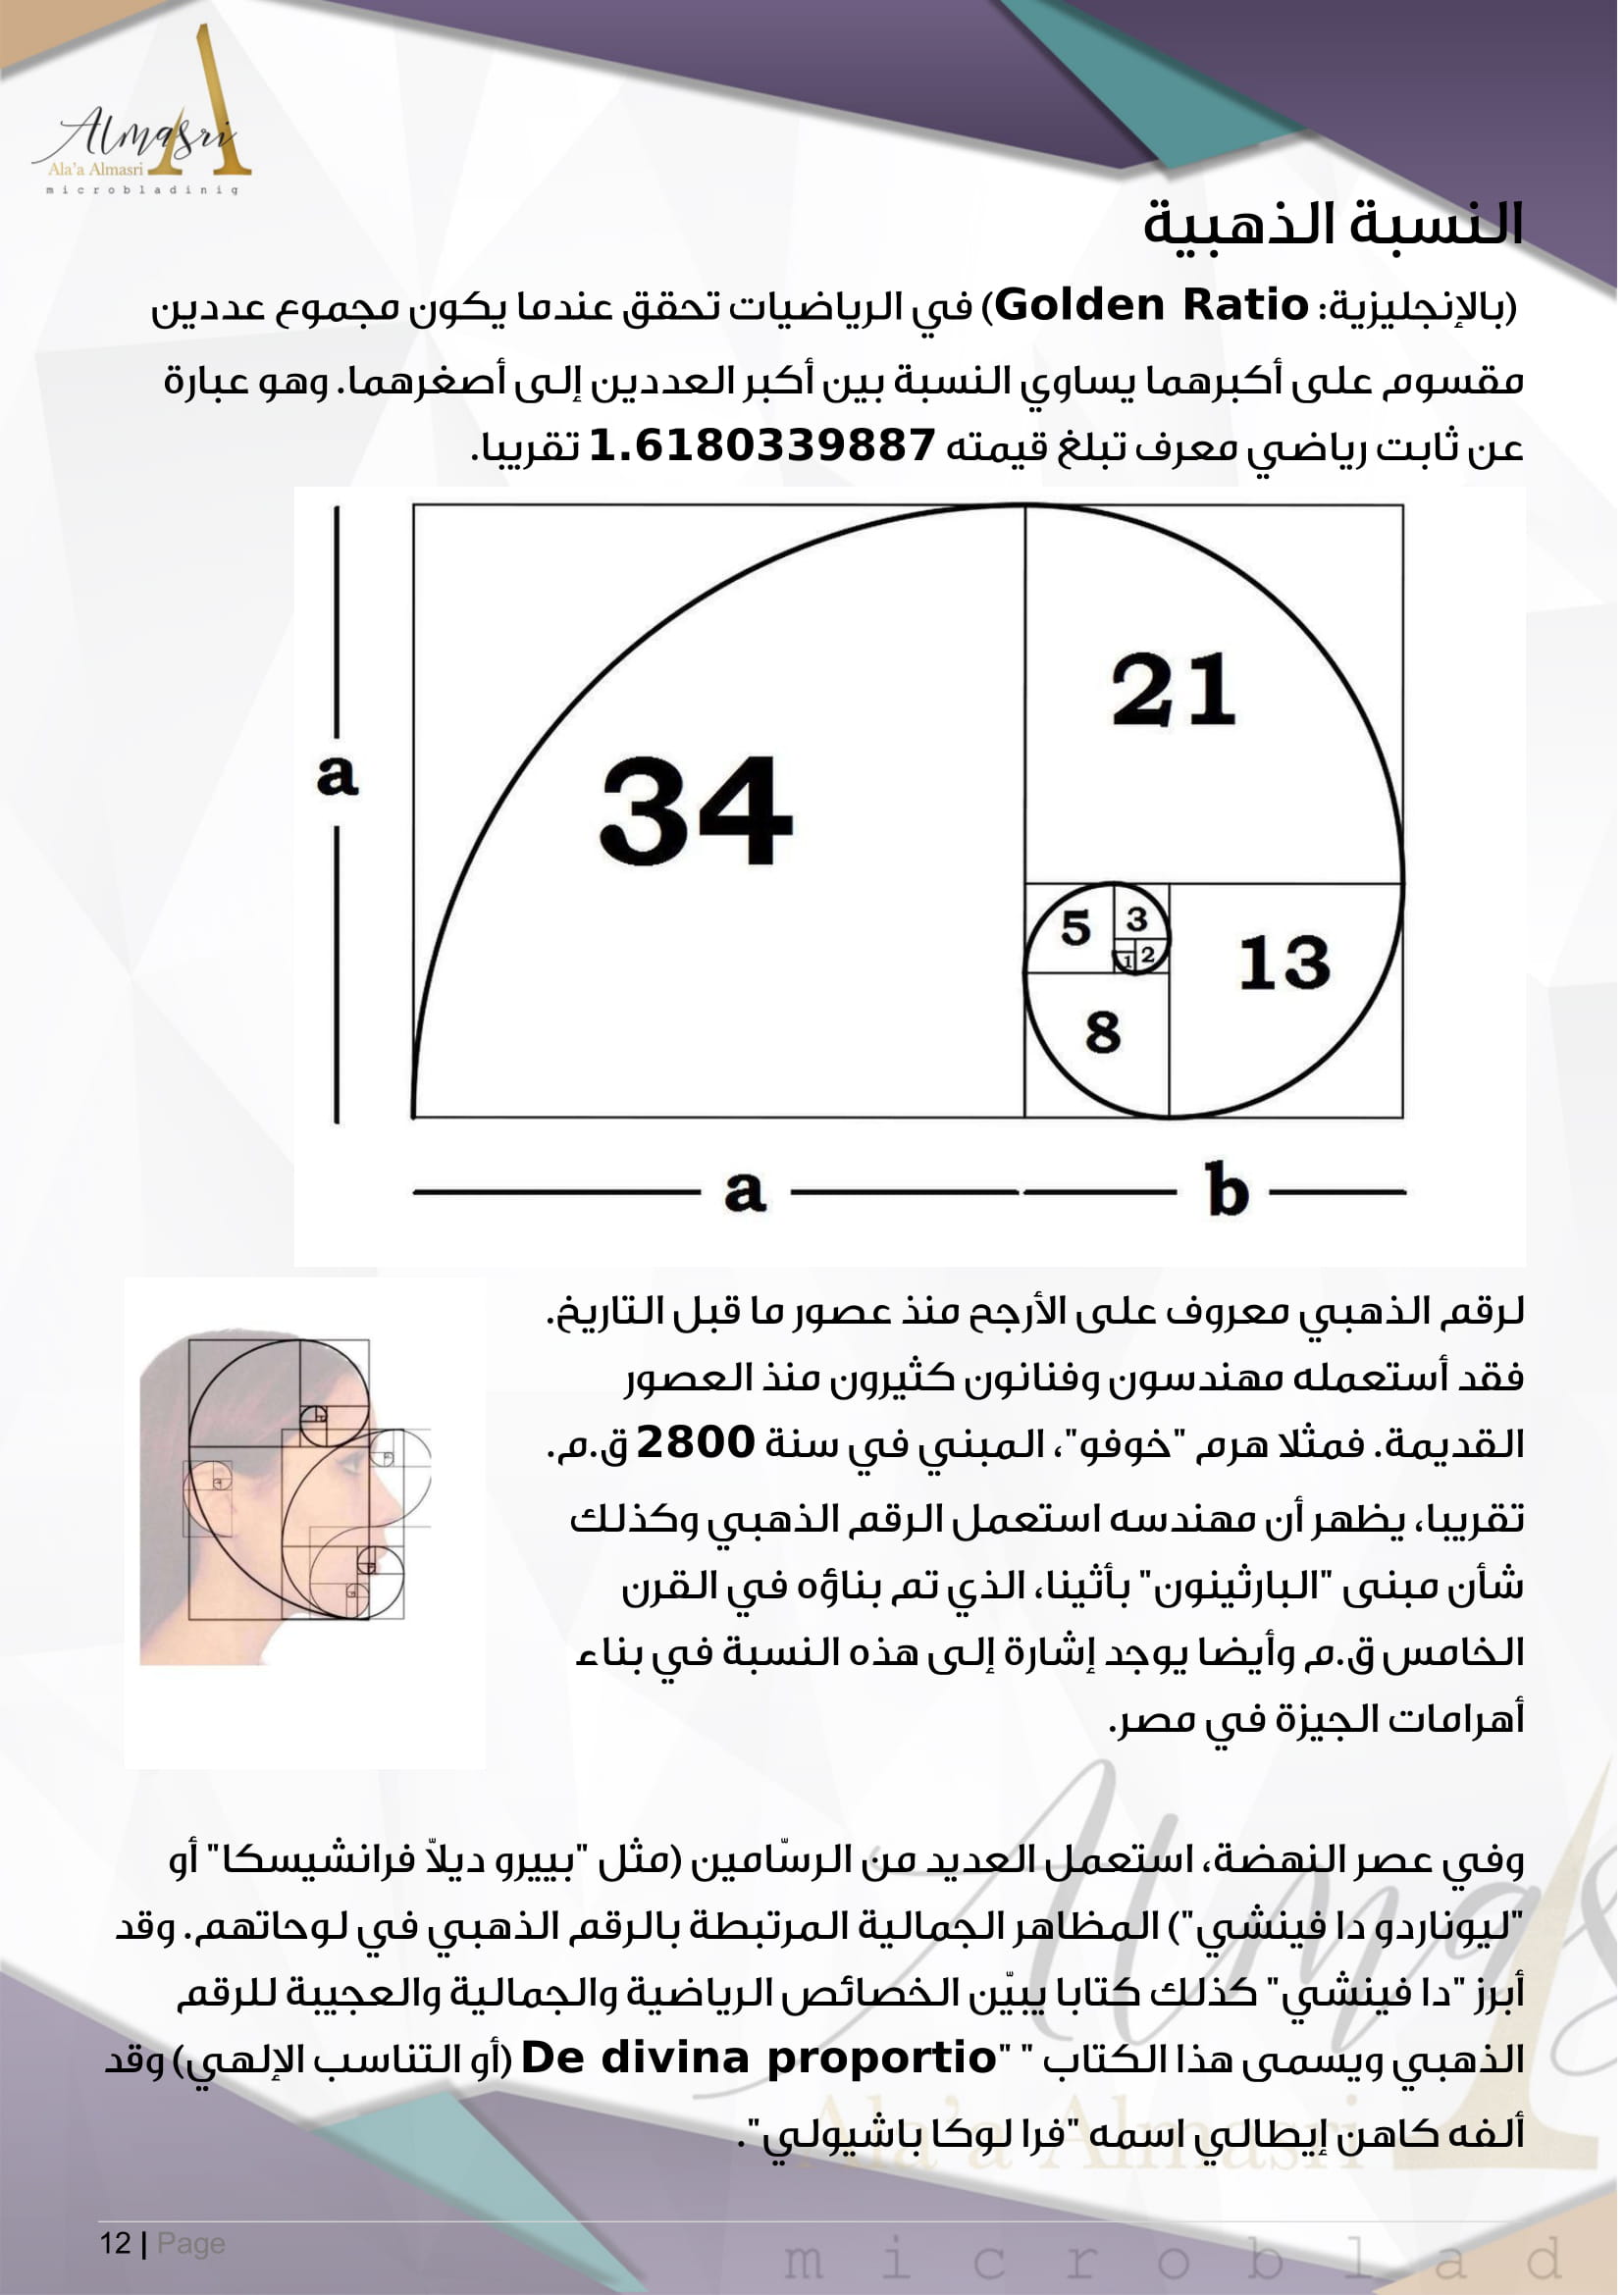 Almasri
Ala'a Almasri
microbladinig
النسبة الذهبية
(بالإنجليزية: Golden Ratio) في الرياضيات تحقق عندما يكون مجموع عددين
مقسوم على أكبرهما يساوي النسبة بين أكبر العددين إلى أصغرهما. وهو عبارة
عن ثابت رياضي معرف تبلغ قيمته 1.6180339887 تقريبا.
21
34
a
5
3
2
1
13
8
a
b
لرقم الذهبي معروف على الأرجح منذ عصور ما قبل التاريخ.
فقد أستعمله مهندسون وفنانون كثيرون منذ العصور
القديمة. فمثلا هرم "خوفو"، المبني في سنة 2800 ق.م.
تقريبا، يظهر أن مهندسه استعمل الرقم الذهبي وكذلك
شأن مبنى "البارثينون" بأثينا، الذي تم بناؤه في القرن
الخامس ق.م وأيضا يوجد إشارة إلى هذه النسبة في بناء
أهرامات الجيزة في مصر.
وفي عصر النهضة، استعمل العديد من الرسّامين (مثل "بييرو ديلاّ فرانشيسكا" أو
"ليوناردو دا فينشي") المظاهر الجمالية المرتبطة بالرقم الذهبي في لوحاتهم. وقد
أبرز "دا فينشي" كذلك كتابا يبيّن الخصائص الرياضية والجمالية والعجيبة للرقم
الذهبي ويسمى هذا الكتاب " "De divina proportio (أو التناسب الإلهي) وقد
ألفه كاهن إيطالي اسمه "فرا لوكا باشيولي".
Almas
Ala'a Almasri
12 | Page
microblad